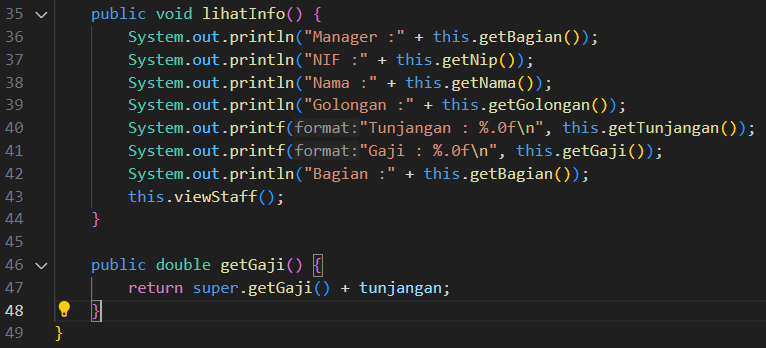 35 public void lihatInfo() {
36 System.out.println("Manager :" + this.getBagian());
37 System.out.println("NIF :" + this.getNip());
38 System.out.println("Nama :" + this.getNama());
39 System.out.println("Golongan :" + this.getGolongan());
40 System.out.printf(format:"Tunjangan : %.0f\n", this.getTunjangan());
41 System.out.printf(format:"Gaji : %.0f\n", this.getGaji());
42 System.out.println("Bagian :" + this.getBagian());
43 this.viewStaff();
44 }
45
46 public double getGaji() {
47 return super.getGaji() + tunjangan;
48 }
49 }